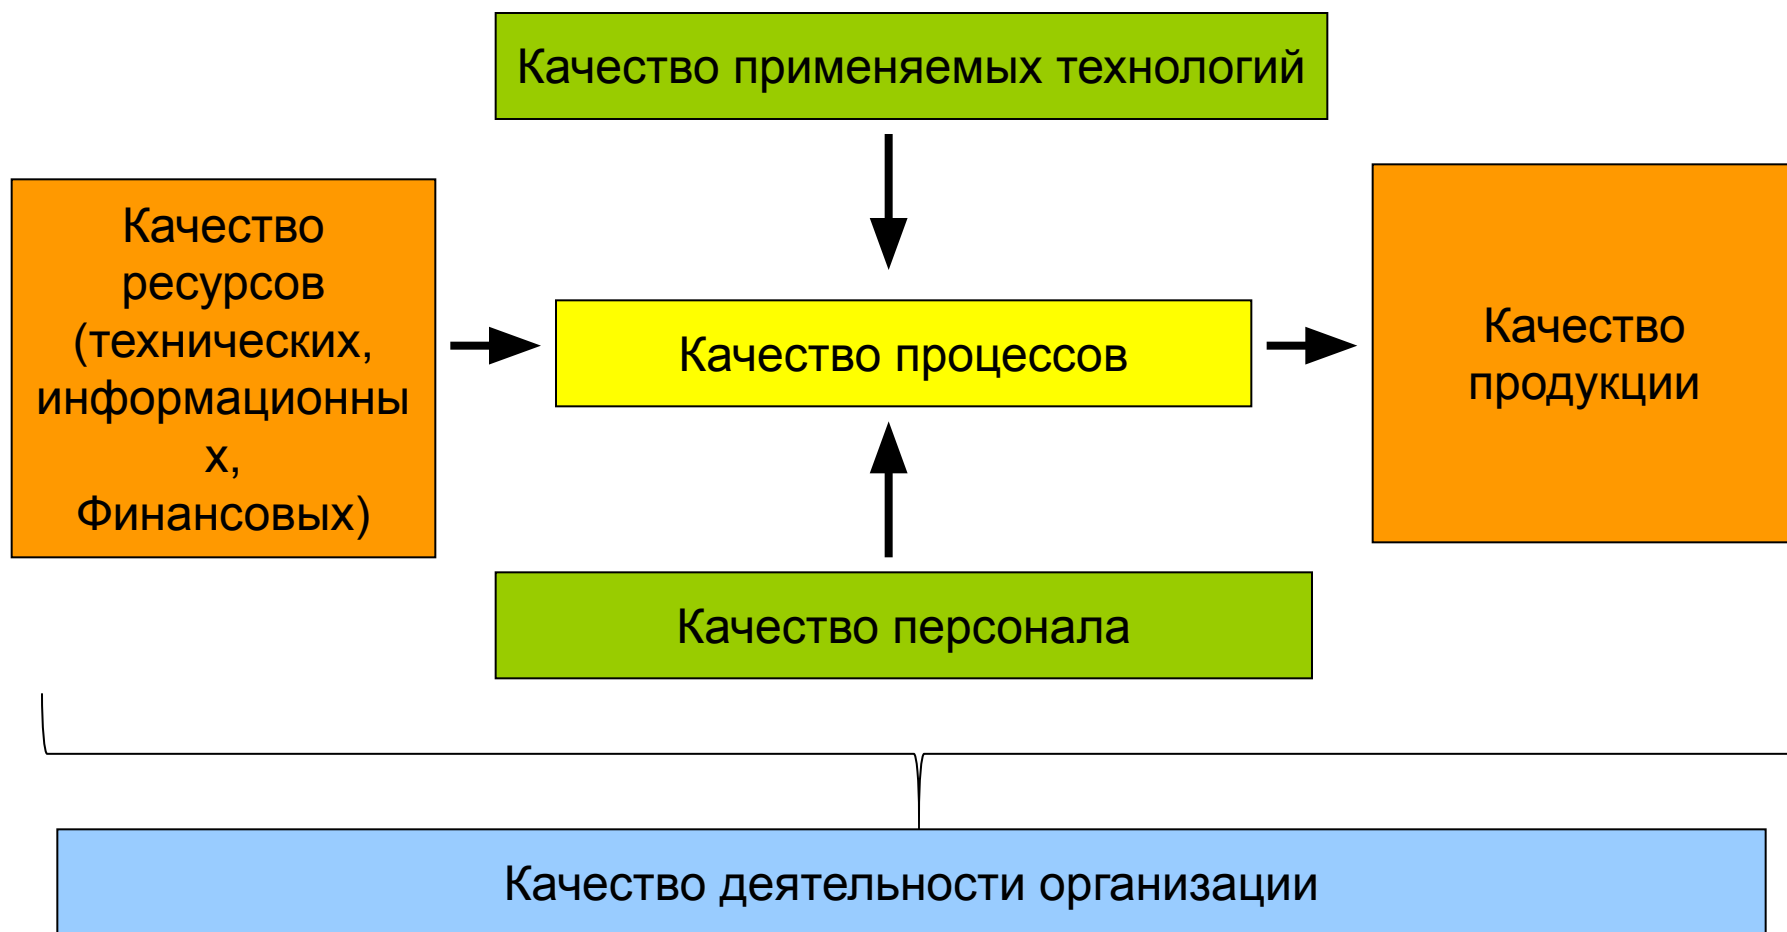 Качество применяемых технологий
Качество
ресурсов
(технических,
информационны
х,
Финансовых)
Качество процессов
Качество
продукции
Качество персонала
Качество деятельности организации